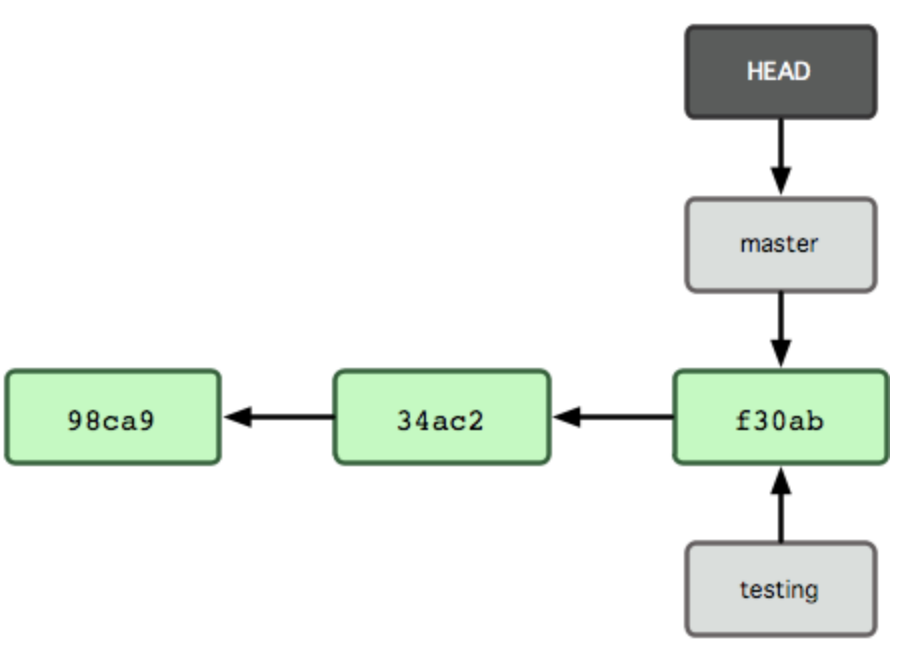 HEAD
master
98ca9
34ac2
f30ab
testing